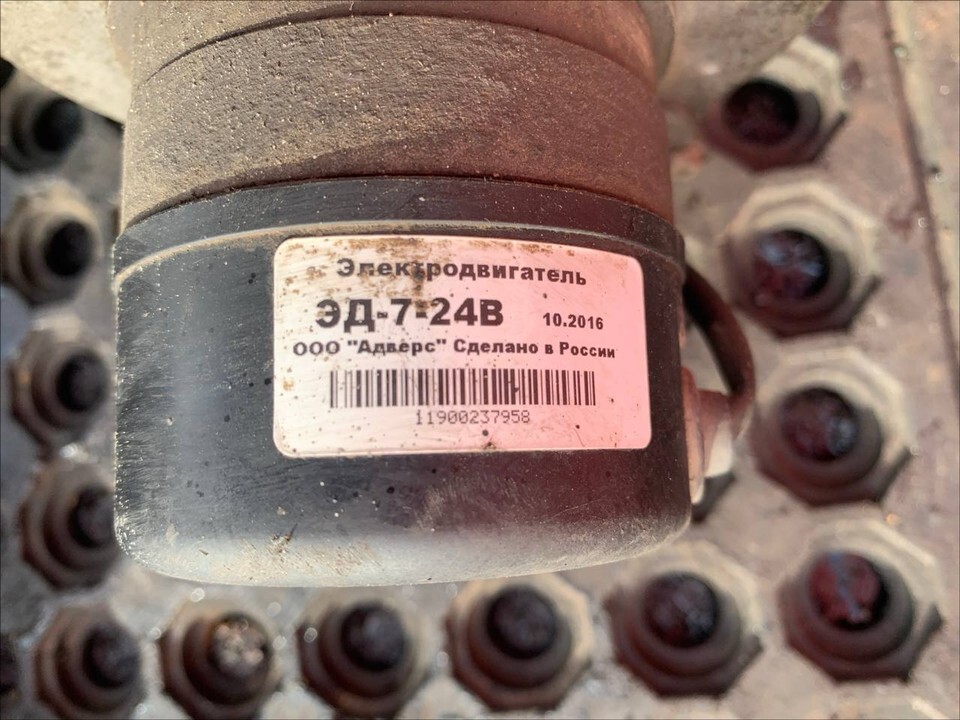 Электродвигатель
ЭД-7-24В 10.2016
ООО "Адверс" Сделано в России
11900237958